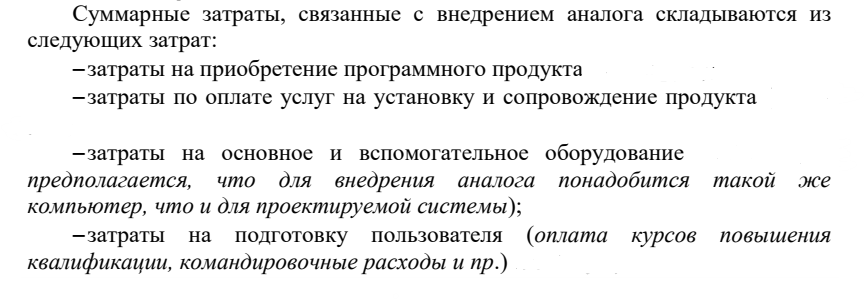 Суммарные затраты, связанные с внедрением аналога складываются из
следующих затрат:
–затраты на приобретение программного продукта
–затраты по оплате услуг на установку и сопровождение продукта
–затраты на основное и вспомогательное оборудование
предполагается, что для внедрения аналога понадобится такой же
компьютер, что и для проектируемой системы);
–затраты на подготовку пользователя (оплата курсов повышения
квалификации, командировочные расходы и пр.)